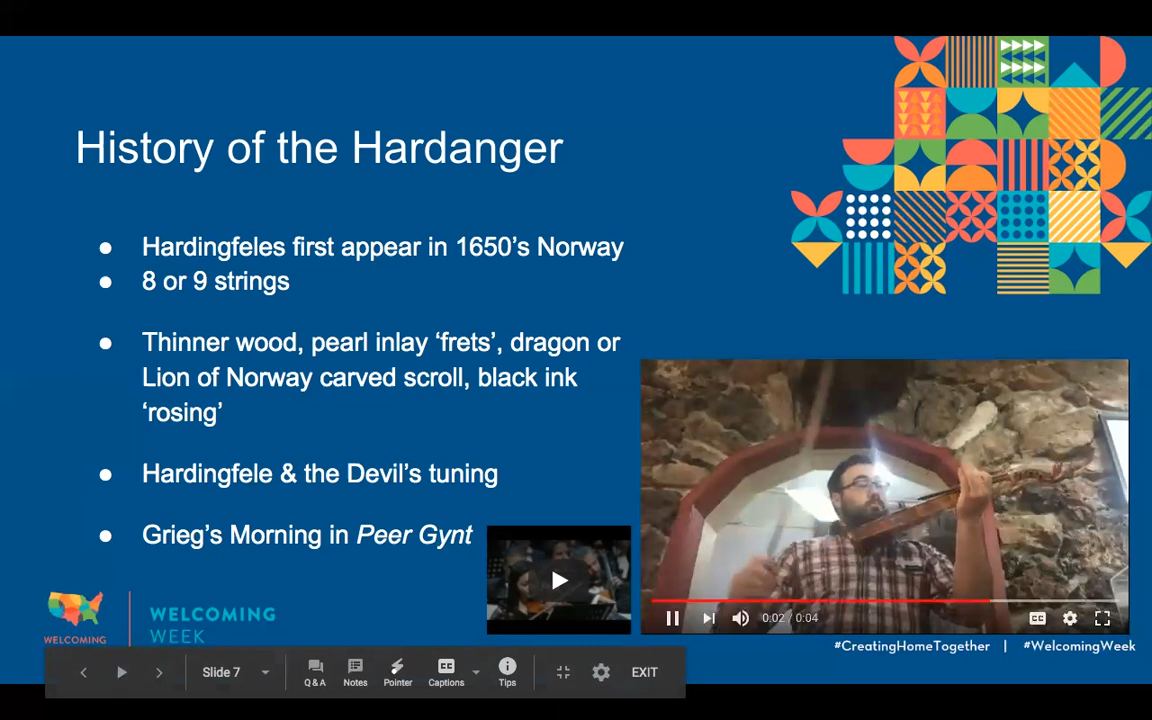 History of the Hardanger
● Hardingfeles first appear in 1650’s Norway
● 8 or 9 strings
● Thinner wood, pearl inlay ‘frets’, dragon or
Lion of Norway carved scroll, black ink
‘rosing’
● Hardingfele & the Devil’s tuning
● Grieg’s Morning in Peer Gynt
0:02 / 0:04
CC
WELCOMING
WELCOMING
WEEK
#CreatingHomeTogether | #WelcomingWeek
Slide 7
Q & A
Notes
Pointer
CC
Captions
Tips
EXIT